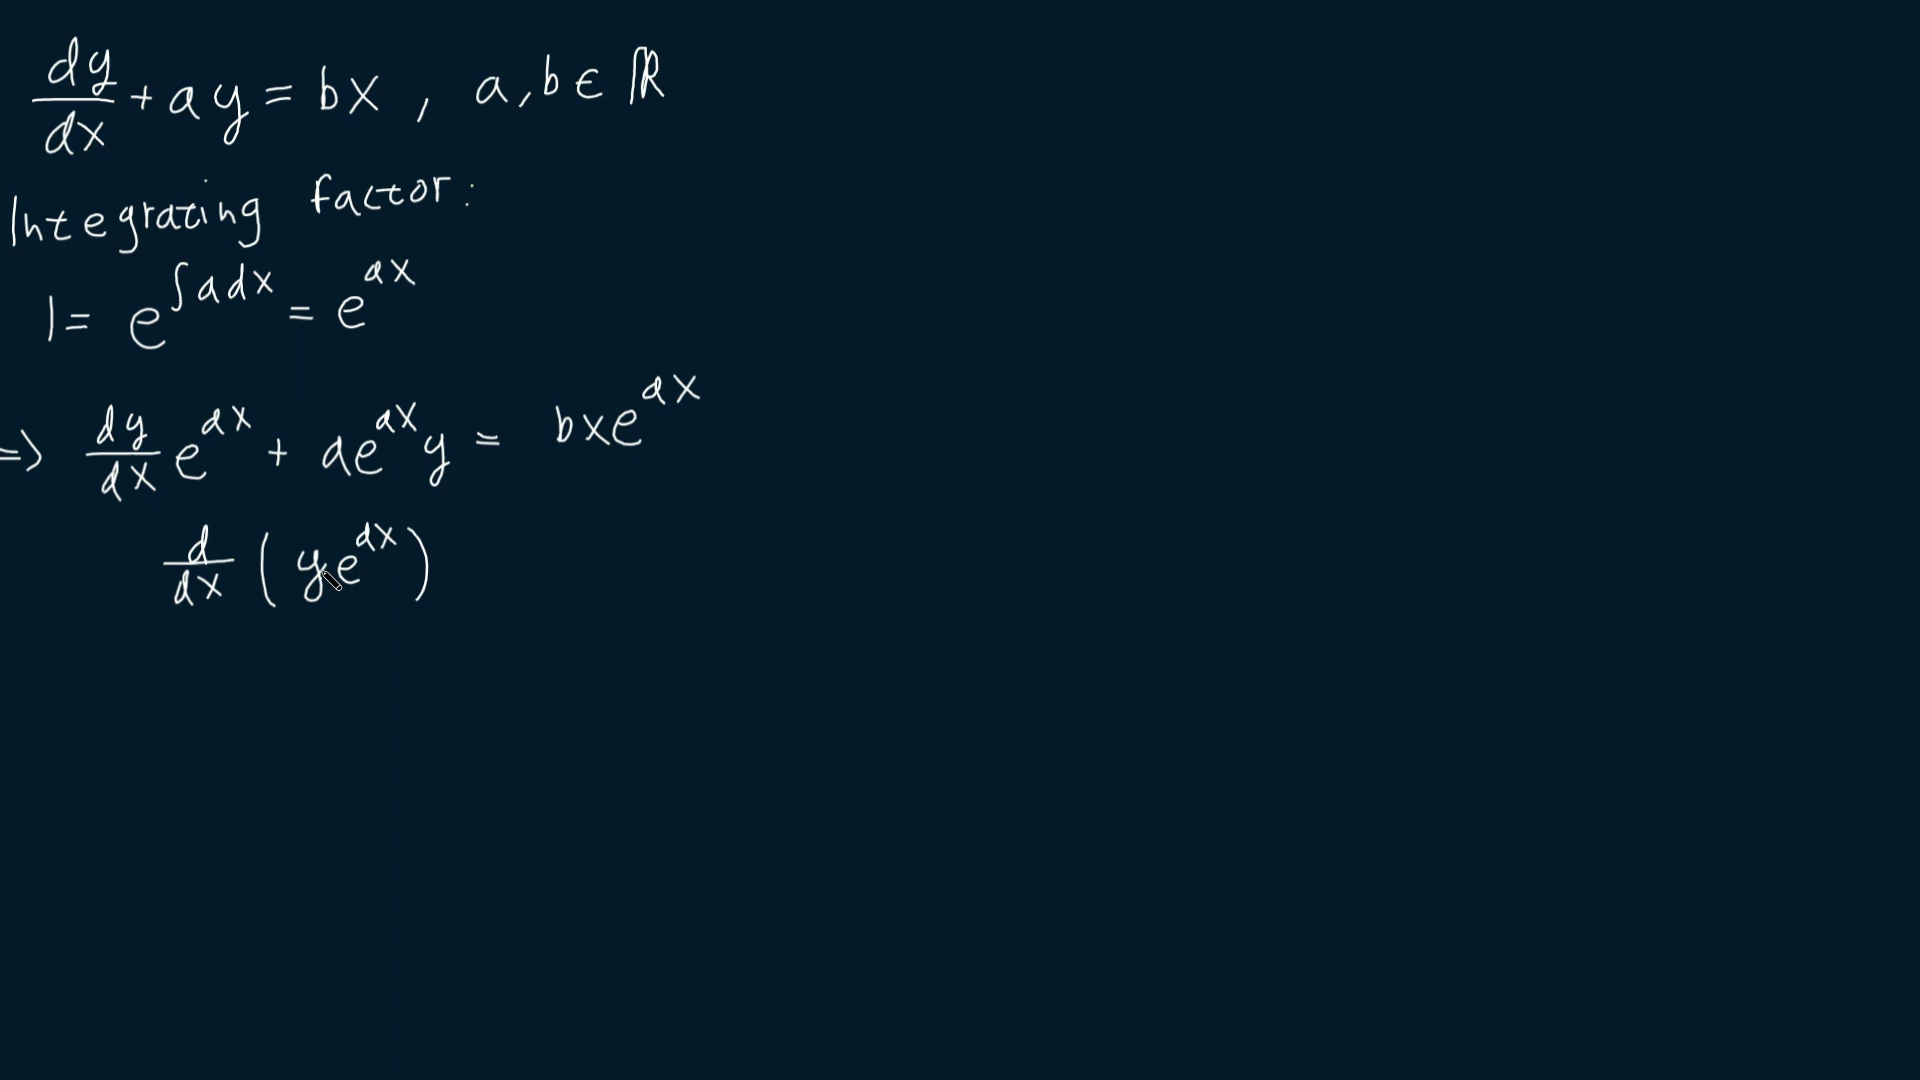 dy/dx + ay = bx , a, b ∈ ℝ
Integrating factor:
I = e^{∫a dx} = e^{ax}
=> dy/dx e^{ax} + ae^{ax}y = bxe^{ax}
d/dx ( ye^{ax} )